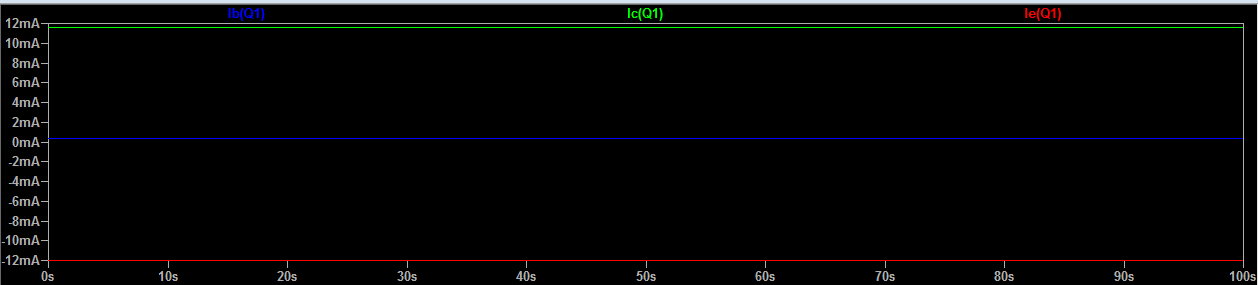 Ib(Q1) Ic(Q1) Ie(Q1)
12mA
10mA
8mA
6mA
4mA
2mA
0mA
-2mA
-4mA
-6mA
-8mA
-10mA
-12mA
0s 10s 20s 30s 40s 50s 60s 70s 80s 90s 100s